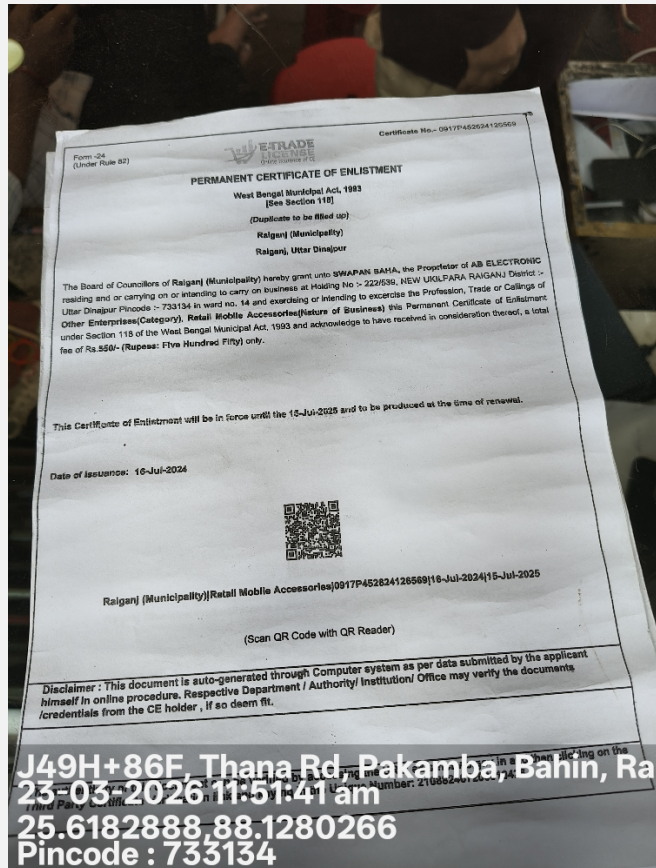 Form -24
(Under Rule 82)
E-TRADE
LICENSE
Certificate No.- 0917P452624126569
PERMANENT CERTIFICATE OF ENLISTMENT
West Bengal Municipal Act, 1993
[See Section 118]
(Duplicate to be filled up)
Raiganj (Municipality)
Raiganj, Uttar Dinajpur
The Board of Councillors of Raiganj (Municipality) hereby grant unto SWAPAN SAHA, the Proprietor of AB ELECTRONIC
residing and or carrying on or intending to carry on business at Holding No :- 222/539, NEW UKILPARA RAIGANJ District :-
Uttar Dinajpur Pincode :- 733134 in ward no. 14 and exercising or intending to excercise the Profession, Trade or Callings of
Other Enterprises(Category), Retail Mobile Accessories(Nature of Business) this Permanent Certificate of Enlistment
under Section 118 of the West Bengal Municipal Act, 1993 and acknowledge to have received in consideration thereof, a total
fee of Rs.550/- (Rupees: Five Hundred Fifty) only.
This Certificate of Enlistment will be in force until the 15-Jul-2025 and to be produced at the time of renewal.
Date of Issuance: 16-Jul-2024
Raiganj (Municipality)|Retail Mobile Accessories|0917P452624126569|16-Jul-2024|15-Jul-2025
(Scan QR Code with QR Reader)
Disclaimer : This document is auto-generated through Computer system as per data submitted by the applicant
himself in online procedure. Respective Department / Authority/ Institution/ Office may verify the documents
/credentials from the CE holder , if so deem fit.
clicking on the
Third Party
Number:
J49H+86F, Thana Rd, Pakamba, Bahin, Ra
23-03-2026 11:51:41 am
25.6182888,88.1280266
Pincode : 733134